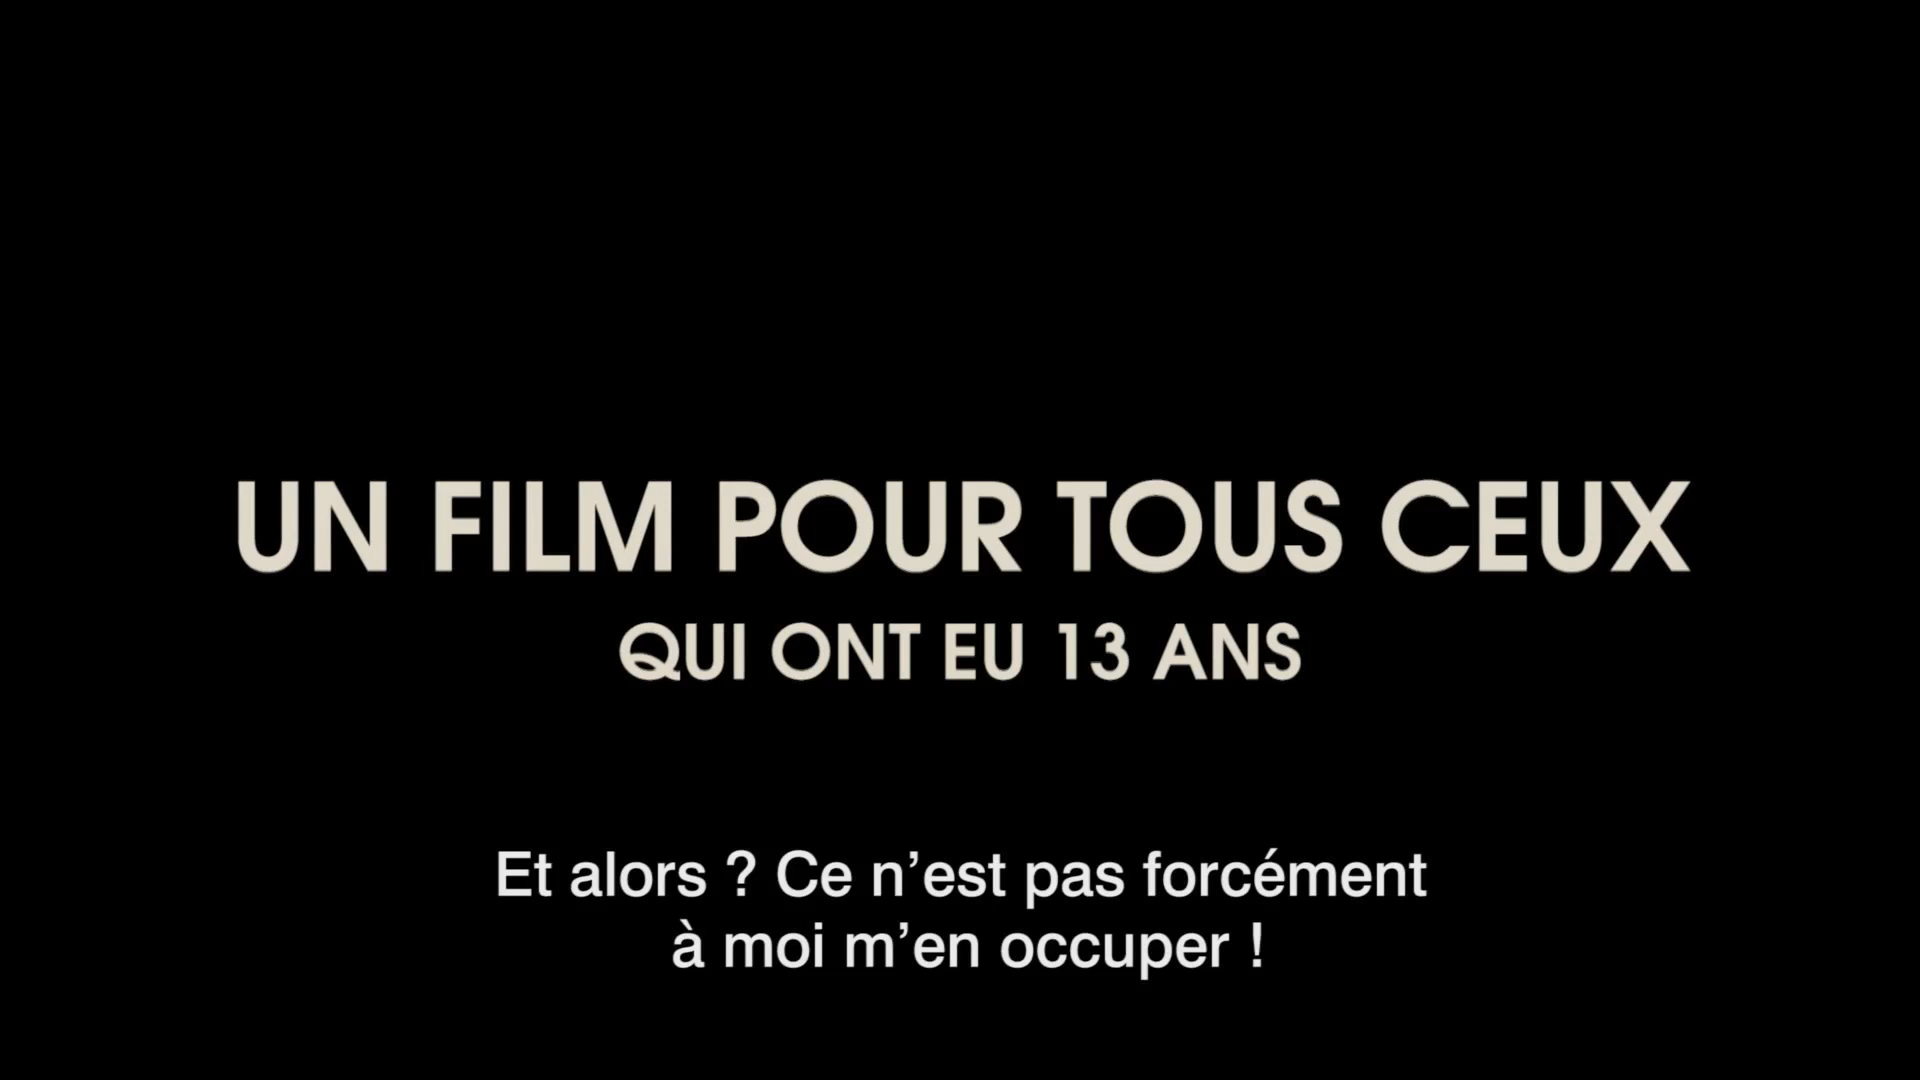 UN FILM POUR TOUS CEUX
QUI ONT EU 13 ANS
Et alors ? Ce n’est pas forcément
à moi m’en occuper !